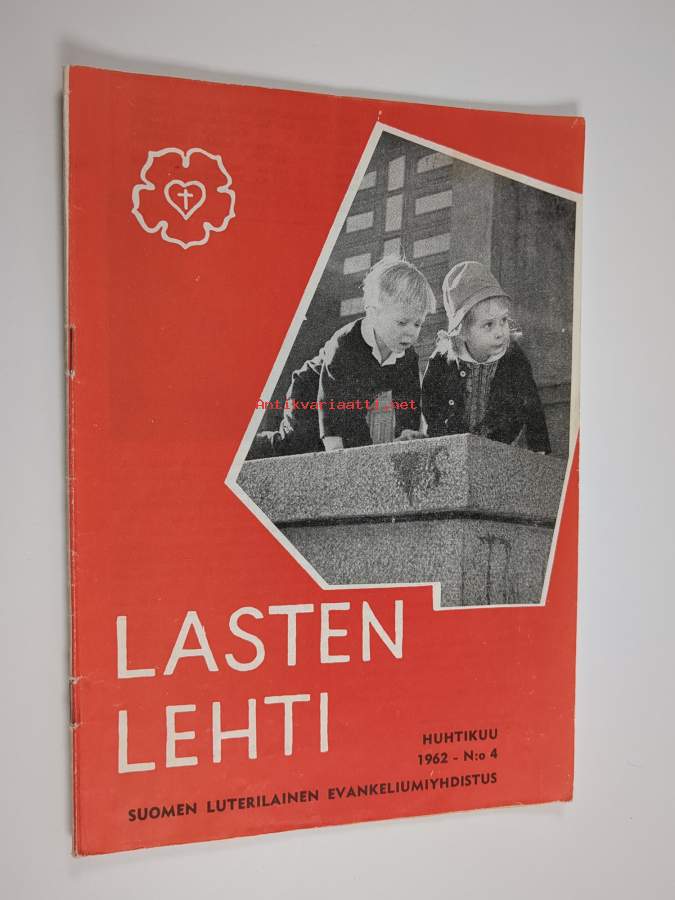 Antikvariaatti.net
LASTEN
LEHTI
HUHTIKUU
1962 - N:o 4
SUOMEN LUTERILAINEN EVANKELIUMIYHDISTUS